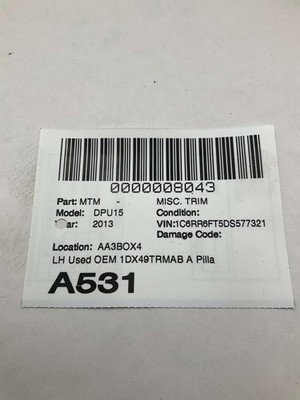 0000008043
Part: MTM - MISC. TRIM
Model: DPU15 Condition:
ar: 2013 VIN:1C6RR6FT5DS577321
Damage Code:
Location: AA3BOX4
LH Used OEM 1DX49TRMAB A Pilla
A531